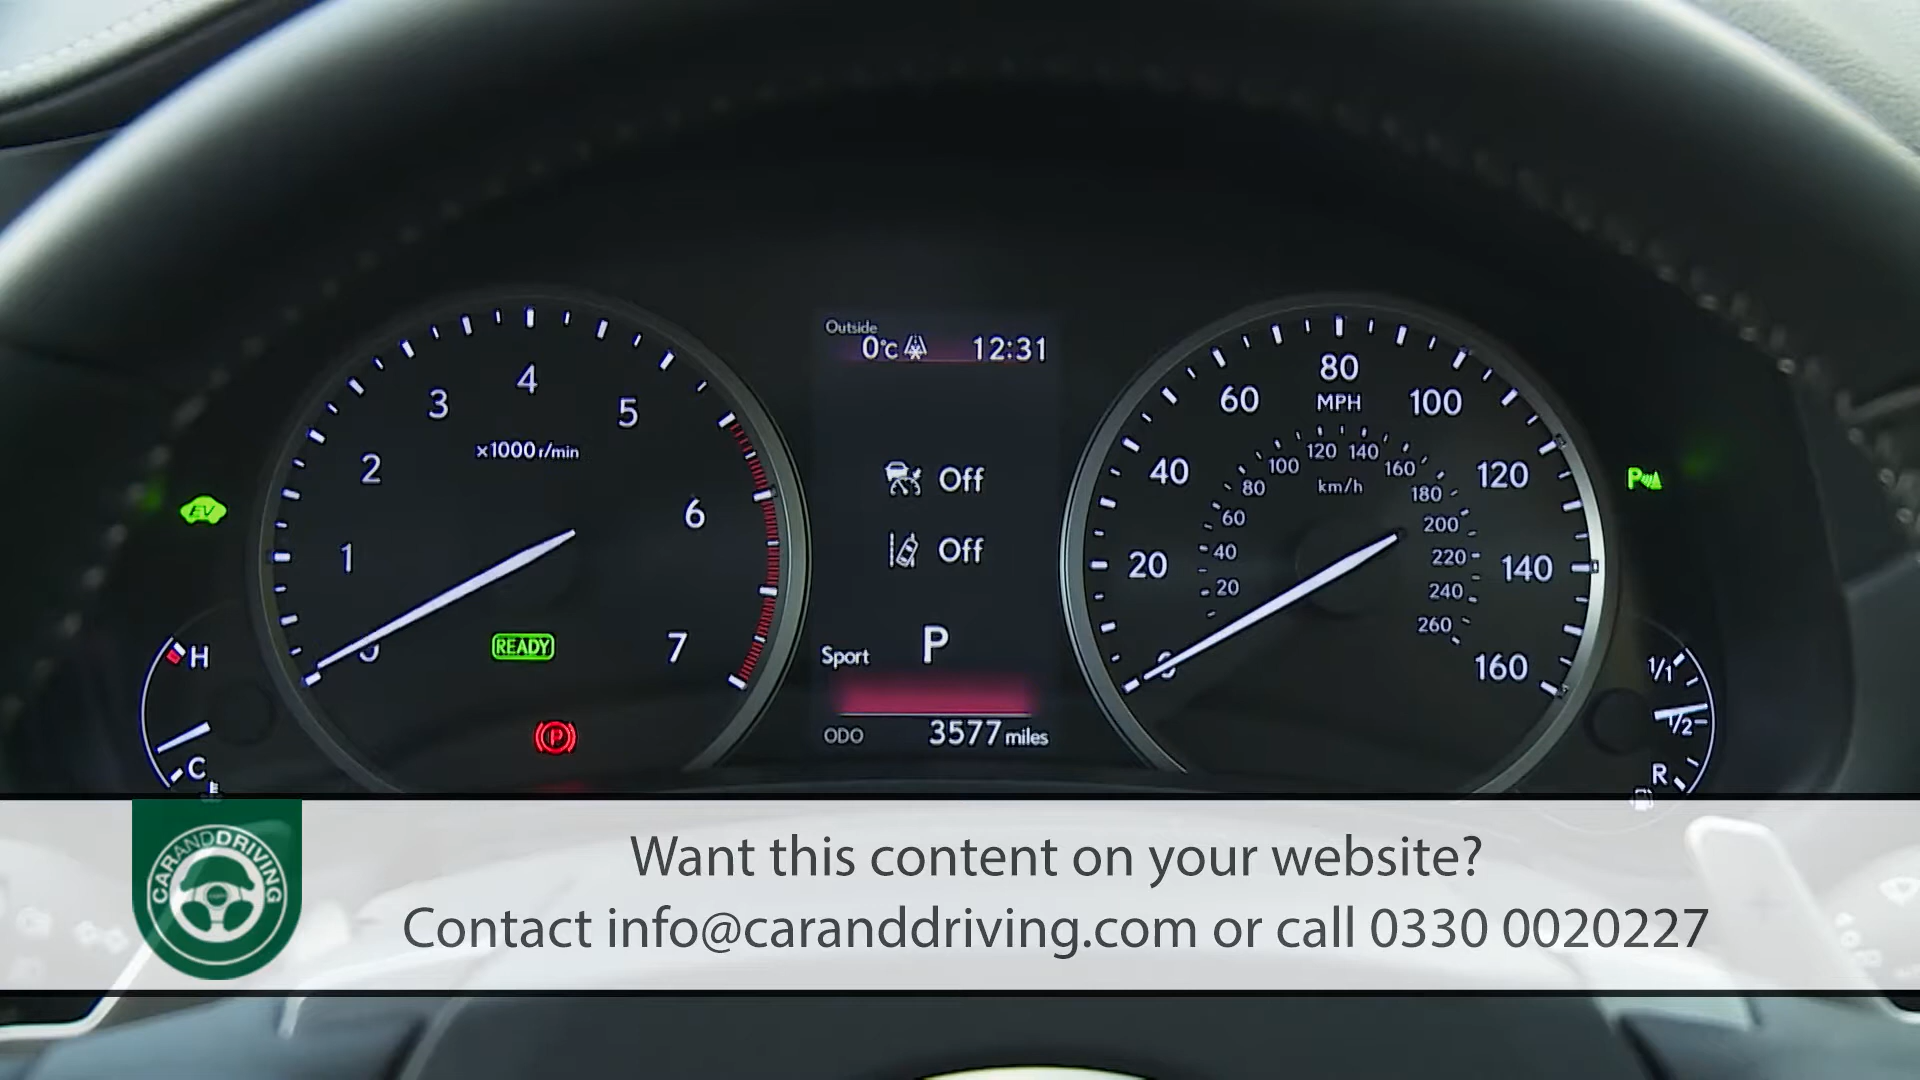 Outside
0°C 12:31
Off
Off
Sport P
ODO 3577 miles
1 2 3 4 5 6 7
×1000 r/min
READY
EV
P
H
C
20 40 60 80 100 120 140 160
MPH
20 40 60 80 100 120 140 160 180 200 220 240 260
km/h
P
1/1
1/2
R
CARANDDRIVING
Want this content on your website?
Contact info@caranddriving.com or call 0330 0020227